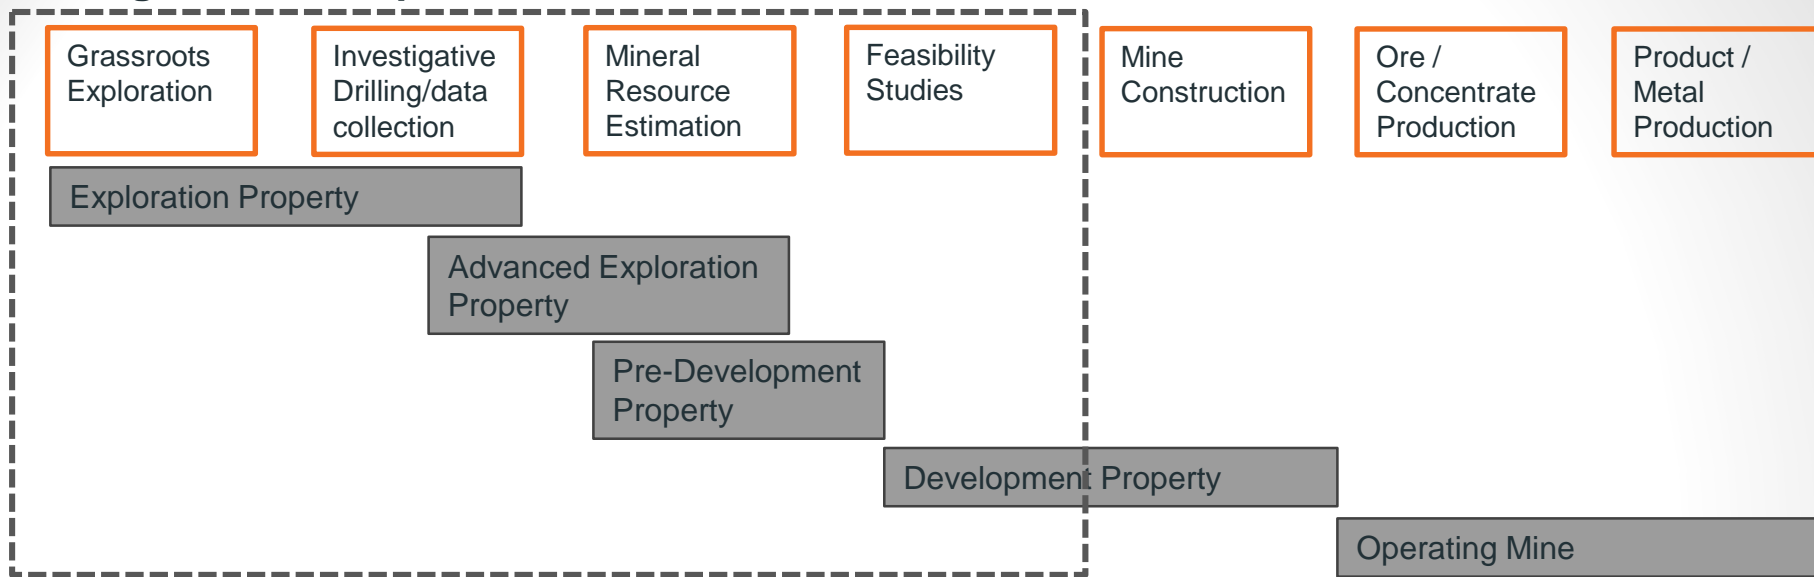 Grassroots
Exploration
Investigative
Drilling/data
collection
Mineral
Resource
Estimation
Feasibility
Studies
Mine
Construction
Ore /
Concentrate
Production
Product /
Metal
Production
Exploration Property
Advanced Exploration
Property
Pre-Development
Property
Development Property
Operating Mine